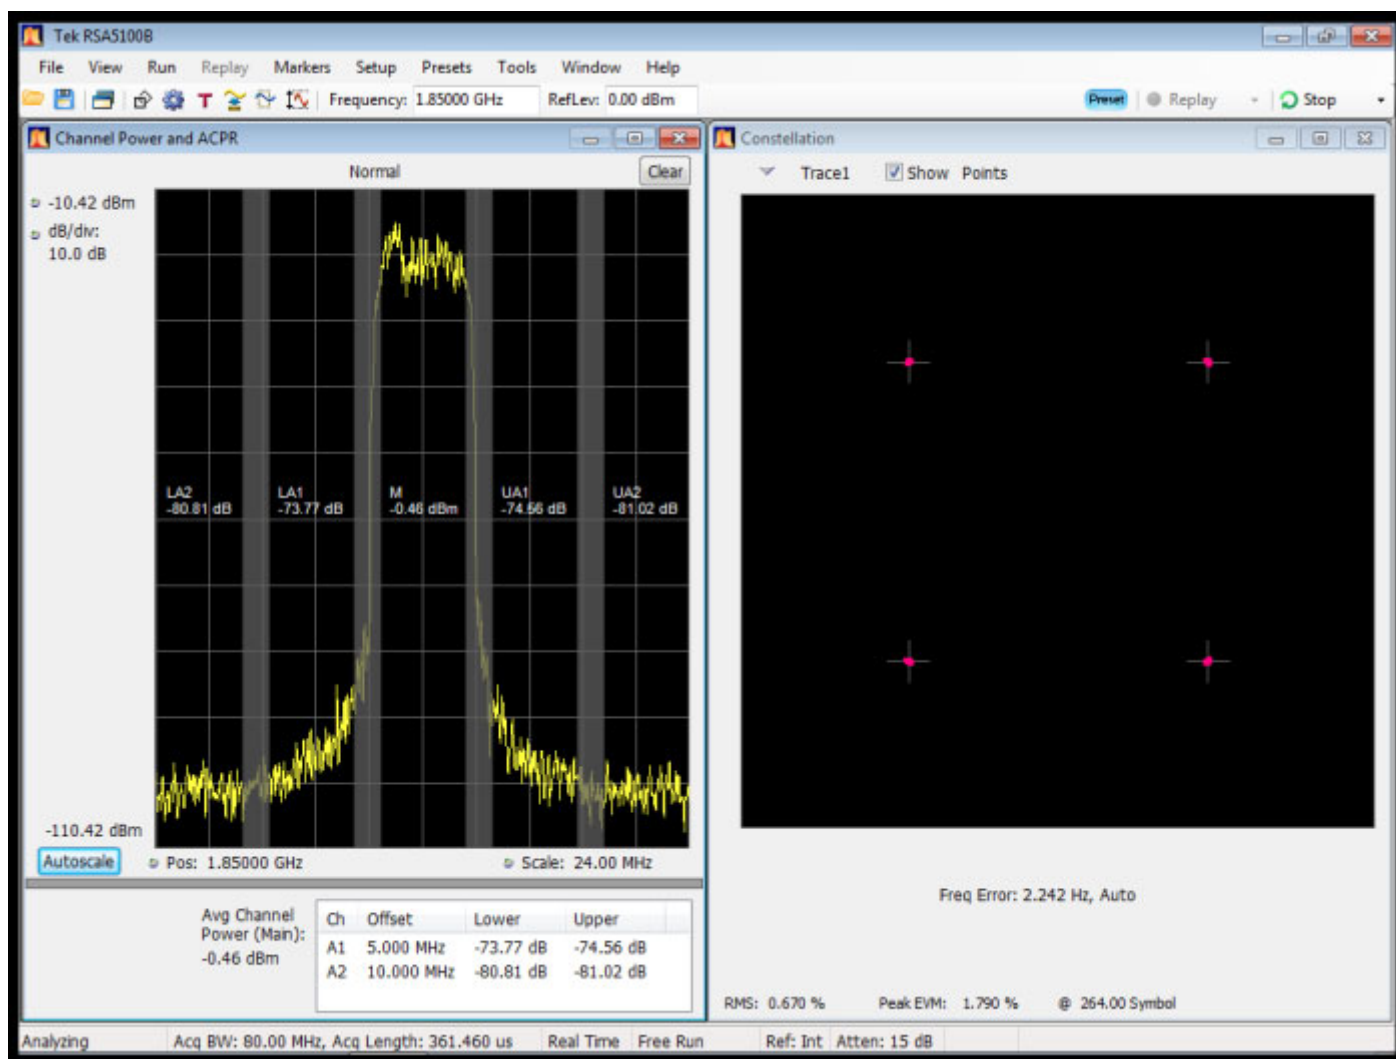 Tek RSA5100B
File View Run Replay Markers Setup Presets Tools Window Help
T Frequency: 1.85000 GHz RefLev: 0.00 dBm Preset Replay Stop
Channel Power and ACPR
Normal Clear
-10.42 dBm
dB/div:
10.0 dB
LA2 LA1 M UA1 UA2
-80.81 dB -73.77 dB -0.46 dBm -74.56 dB -81.02 dB
-110.42 dBm
Autoscale Pos: 1.85000 GHz Scale: 24.00 MHz
Avg Channel
Power (Main):
-0.46 dBm
Ch Offset Lower Upper
A1 5.000 MHz -73.77 dB -74.56 dB
A2 10.000 MHz -80.81 dB -81.02 dB
Constellation
Trace1 Show Points
Freq Error: 2.242 Hz, Auto
RMS: 0.670 % Peak EVM: 1.790 % @ 264.00 Symbol
Analyzing Acq BW: 80.00 MHz, Acq Length: 361.460 us Real Time Free Run Ref: Int Atten: 15 dB